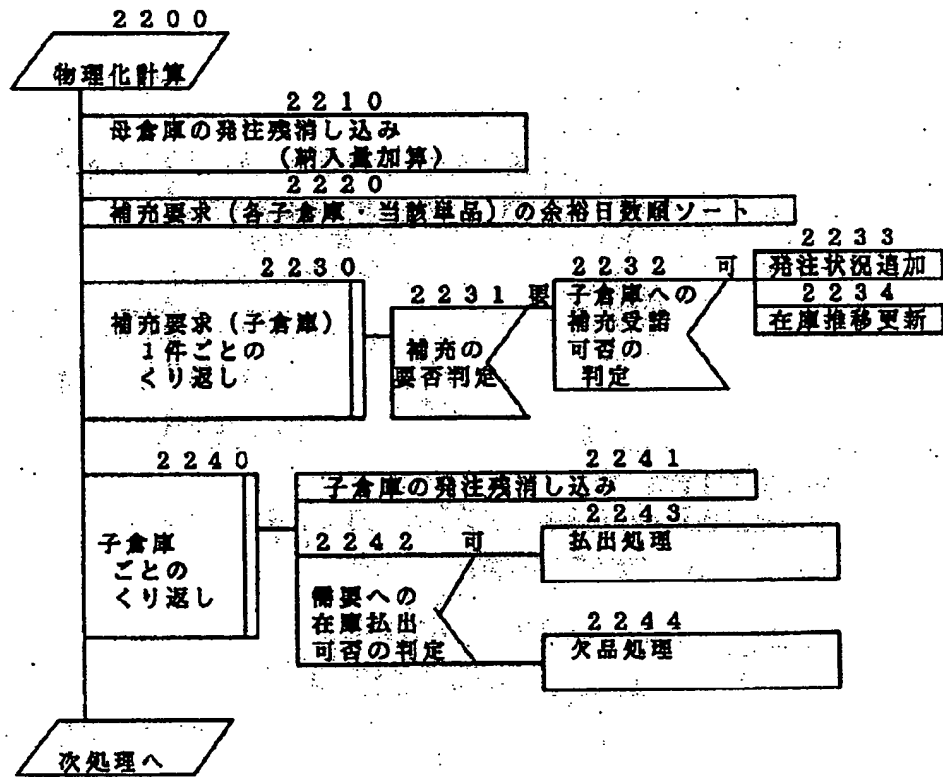 ２２００
物理化計算
２２１０
母倉庫の発注残消し込み
（納入量加算）
２２２０
補充要求（各子倉庫・当該単品）の余裕日数順ソート
２２３０
補充要求（子倉庫）
１件ごとの
くり返し
２２３１ 要
補充の
要否判定
２２３２ 可
子倉庫への
補充受諾
可否の
判定
２２３３
発注状況追加
２２３４
在庫推移更新
２２４０
子倉庫
ごとの
くり返し
２２４１
子倉庫の発注残消し込み
２２４２ 可
需要への
在庫払出
可否の判定
２２４３
払出処理
２２４４
欠品処理
次処理へ